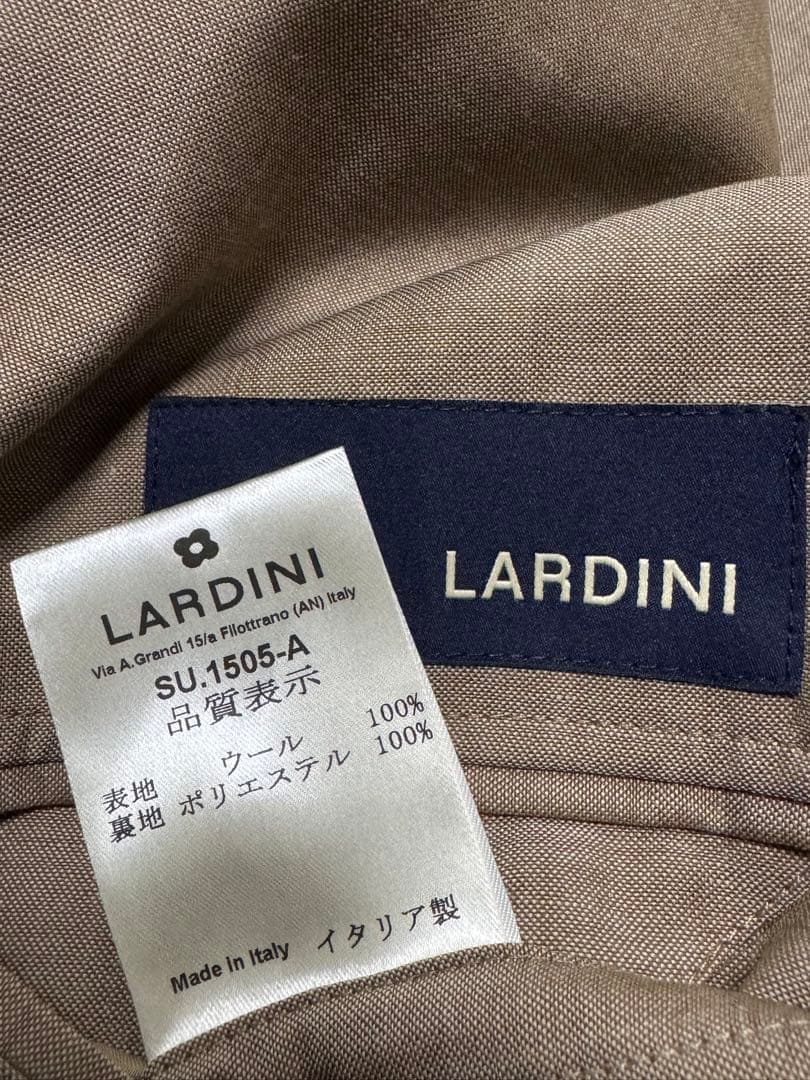 LARDINI
Via A.Grandi 15/a Filottrano (AN) Italy
SU.1505-A
品質表示
表地 ウール 100%
裏地 ポリエステル 100%
Made in Italy イタリア製
LARDINI